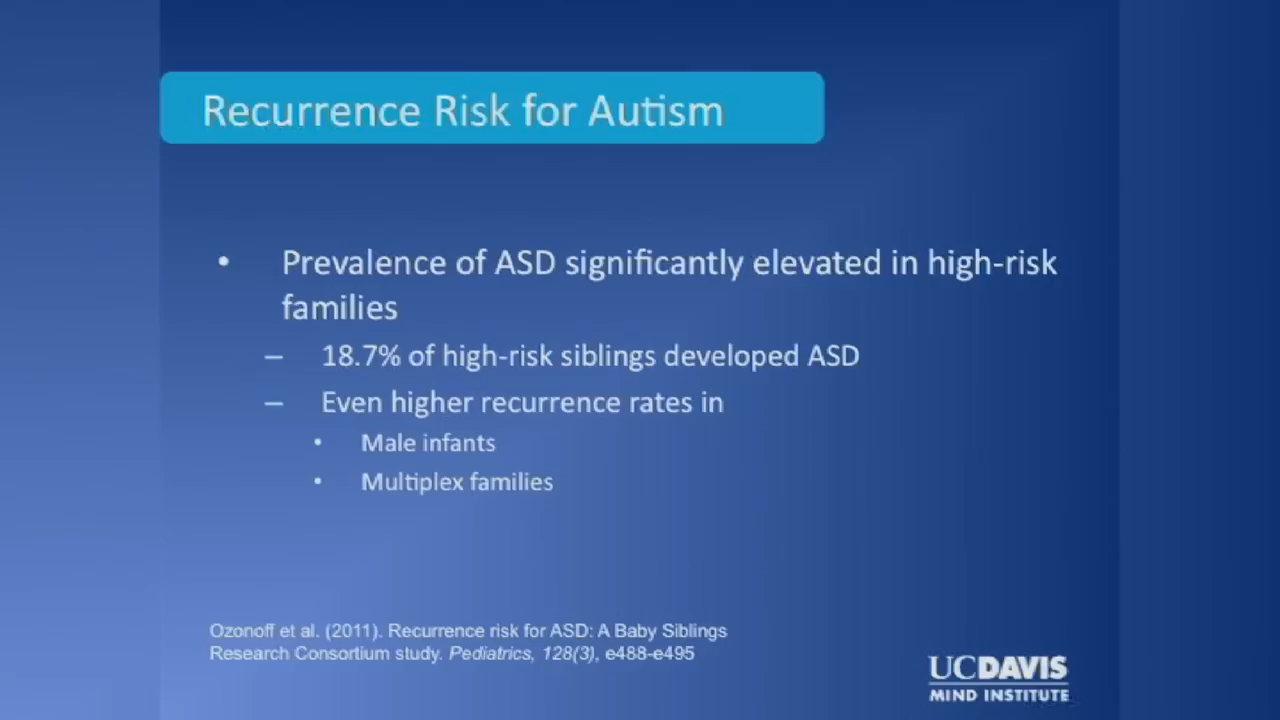 Recurrence Risk for Autism
• Prevalence of ASD significantly elevated in high-risk
families
– 18.7% of high-risk siblings developed ASD
– Even higher recurrence rates in
• Male infants
• Multiplex families
Ozonoff et al. (2011). Recurrence risk for ASD: A Baby Siblings
Research Consortium study. Pediatrics, 128(3), e488-e495
UCDAVIS
MIND INSTITUTE